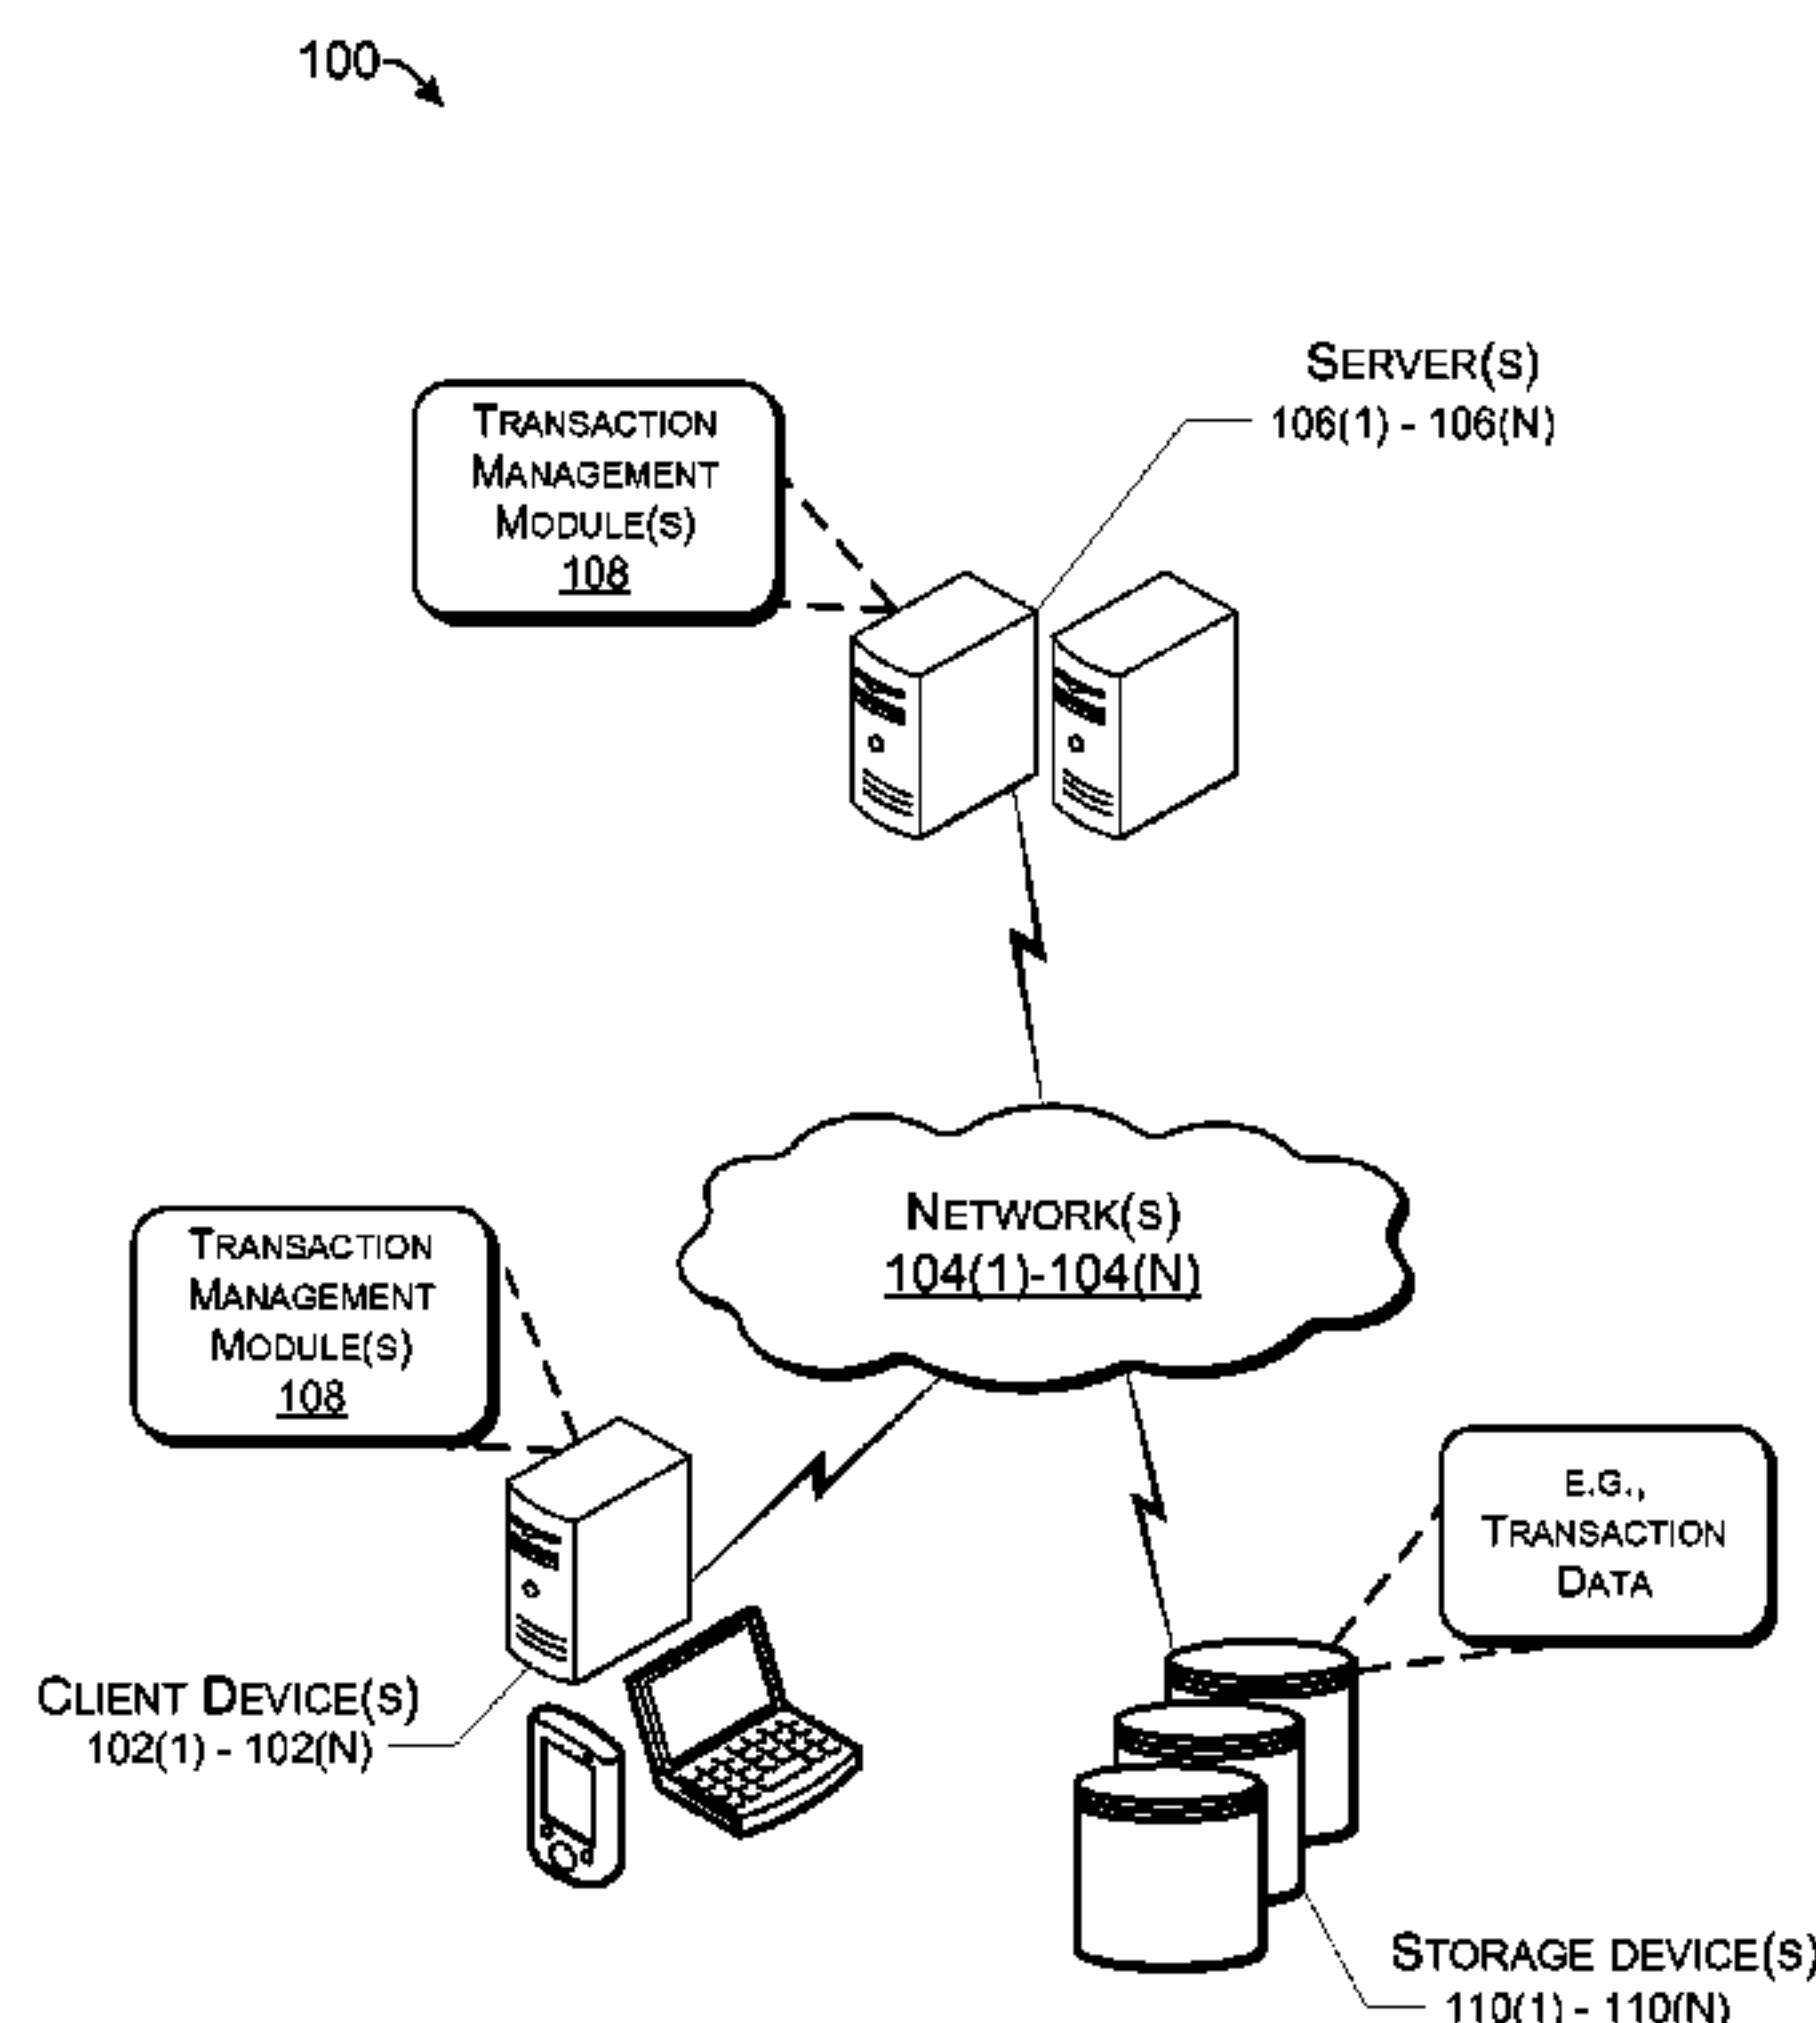 100
SERVER(S)
106(1) - 106(N)
TRANSACTION
MANAGEMENT
MODULE(S)
108
NETWORK(S)
104(1)-104(N)
TRANSACTION
MANAGEMENT
MODULE(S)
108
E.G.,
TRANSACTION
DATA
CLIENT DEVICE(S)
102(1) - 102(N)
STORAGE DEVICE(S)
110(1) - 110(N)